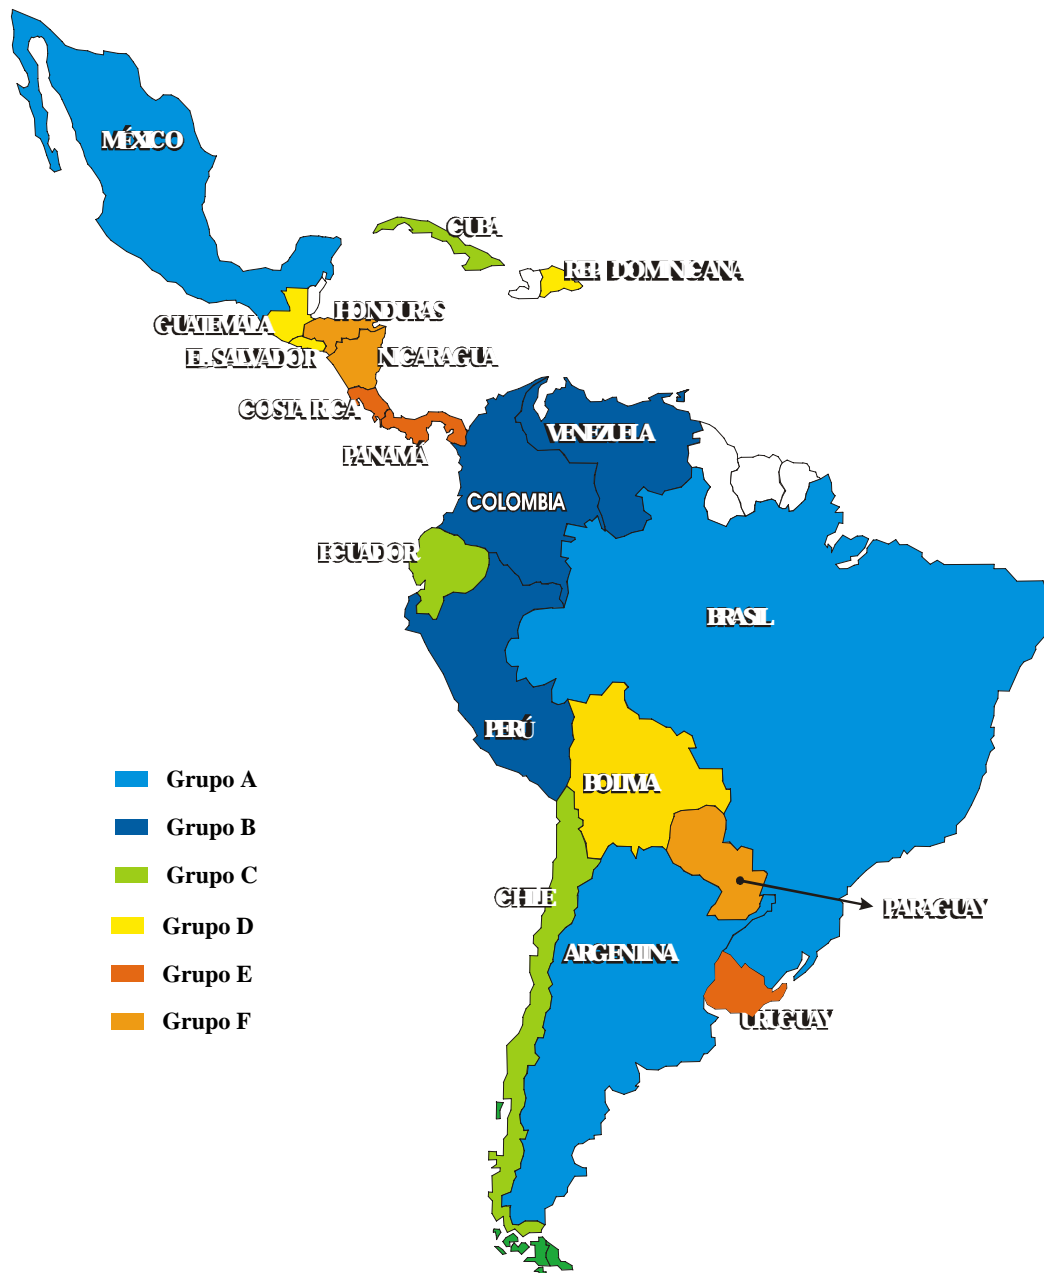 MÉXICO
CUBA
REP. DOMINICANA
HONDURAS
GUATEMALA
EL SALVADOR
NICARAGUA
COSTA RICA
PANAMÁ
VENEZUELA
COLOMBIA
ECUADOR
BRASIL
PERÚ
BOLIVIA
CHILE
PARAGUAY
ARGENTINA
URUGUAY
Grupo A
Grupo B
Grupo C
Grupo D
Grupo E
Grupo F